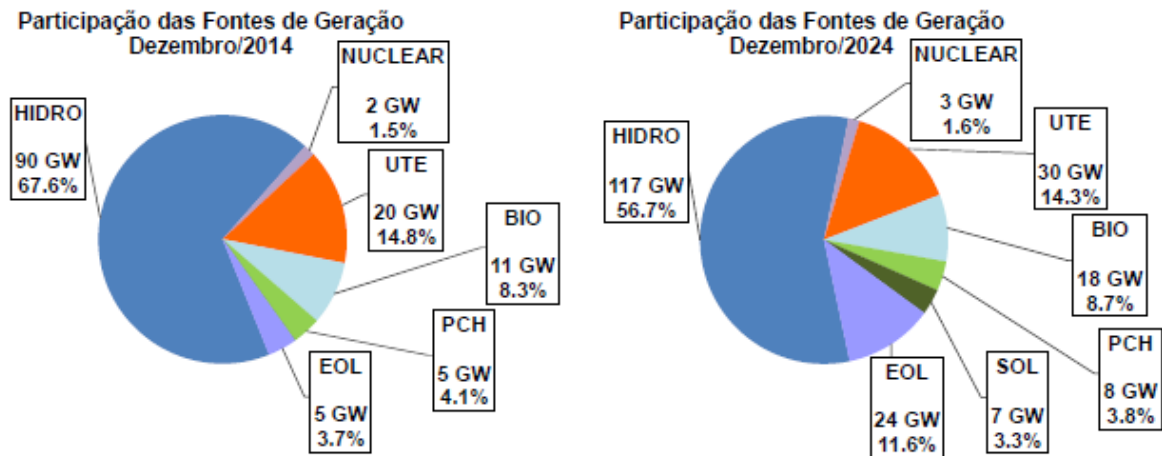 Participação das Fontes de Geração
Dezembro/2014
NUCLEAR
2 GW
1.5%
HIDRO
90 GW
67.6%
UTE
20 GW
14.8%
BIO
11 GW
8.3%
PCH
5 GW
4.1%
EOL
5 GW
3.7%
Participação das Fontes de Geração
Dezembro/2024
NUCLEAR
3 GW
1.6%
HIDRO
117 GW
56.7%
UTE
30 GW
14.3%
BIO
18 GW
8.7%
PCH
8 GW
3.8%
SOL
7 GW
3.3%
EOL
24 GW
11.6%